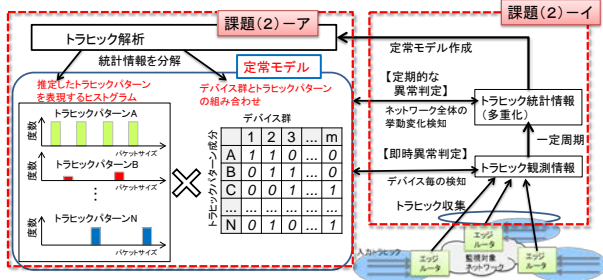 課題(2)-ア
課題(2)-イ
トラヒック解析
統計情報を分解
定常モデル
定常モデル作成
推定したトラヒックパターン
を表現するヒストグラム
デバイス群とトラヒックパターン
の組み合わせ
トラヒックパターンA
度数
パケットサイズ
トラヒックパターンB
度数
パケットサイズ
⋮
トラヒックパターンN
度数
パケットサイズ
×
デバイス群
トラヒックパターン成分
1 2 3 ... m
A 1 1 0 ... 0
B 0 1 1 ... 0
C 0 0 1 ... 1
... ... ... ... ... ...
N 0 1 0 ... 1
【定期的な
異常判定】
ネットワーク全体の
挙動変化検知
トラヒック統計情報
(多重化)
一定周期
【即時異常判定】
デバイス毎の検知
トラヒック観測情報
トラヒック収集
入力トラヒック
エッジ
ルータ
エッジ
ルータ
監視対象
ネットワーク
エッジ
ルータ